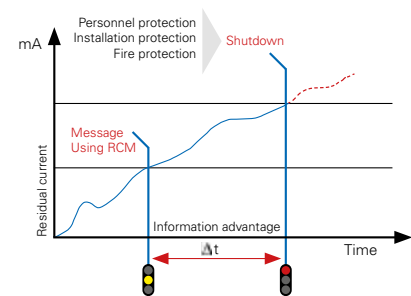 Personnel protection
Installation protection
Fire protection
mA
Shutdown
Message
Using RCM
Residual current
Information advantage
Δt
Time